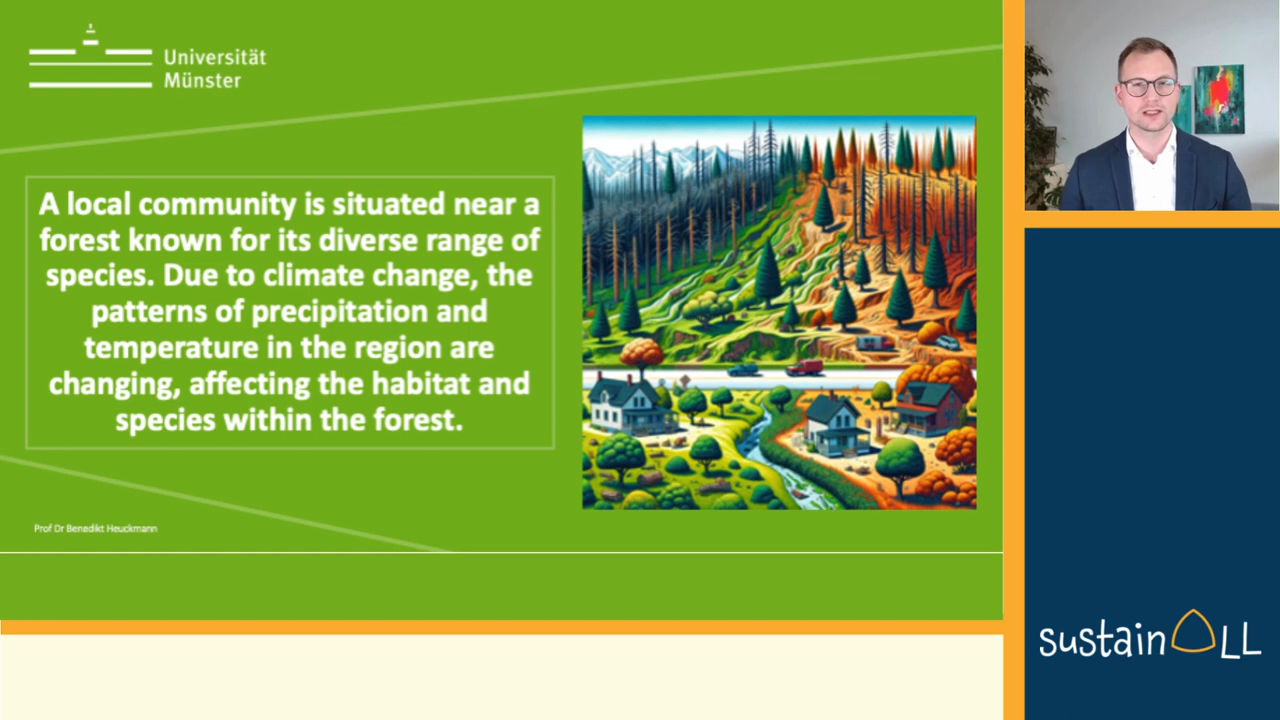 Universität
Münster
A local community is situated near a
forest known for its diverse range of
species. Due to climate change, the
patterns of precipitation and
temperature in the region are
changing, affecting the habitat and
species within the forest.
Prof Dr Benedikt Heuckmann
sustainALL